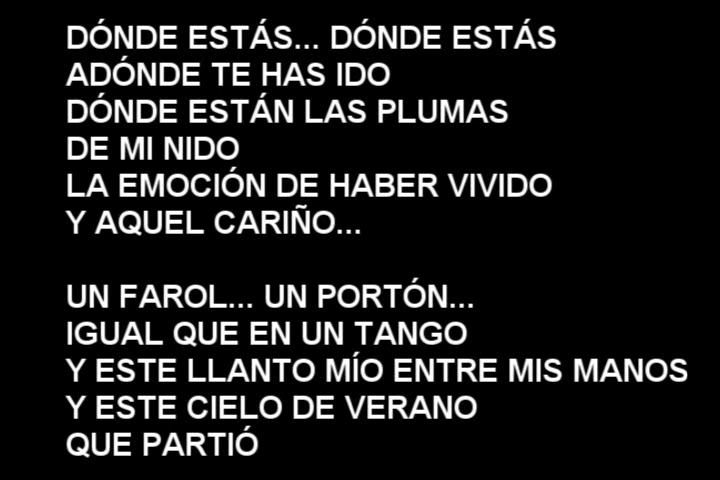 DÓNDE ESTÁS... DÓNDE ESTÁS
ADÓNDE TE HAS IDO
DÓNDE ESTÁN LAS PLUMAS
DE MI NIDO
LA EMOCIÓN DE HABER VIVIDO
Y AQUEL CARIÑO...
UN FAROL... UN PORTÓN...
IGUAL QUE EN UN TANGO
Y ESTE LLANTO MÍO ENTRE MIS MANOS
Y ESTE CIELO DE VERANO
QUE PARTIÓ